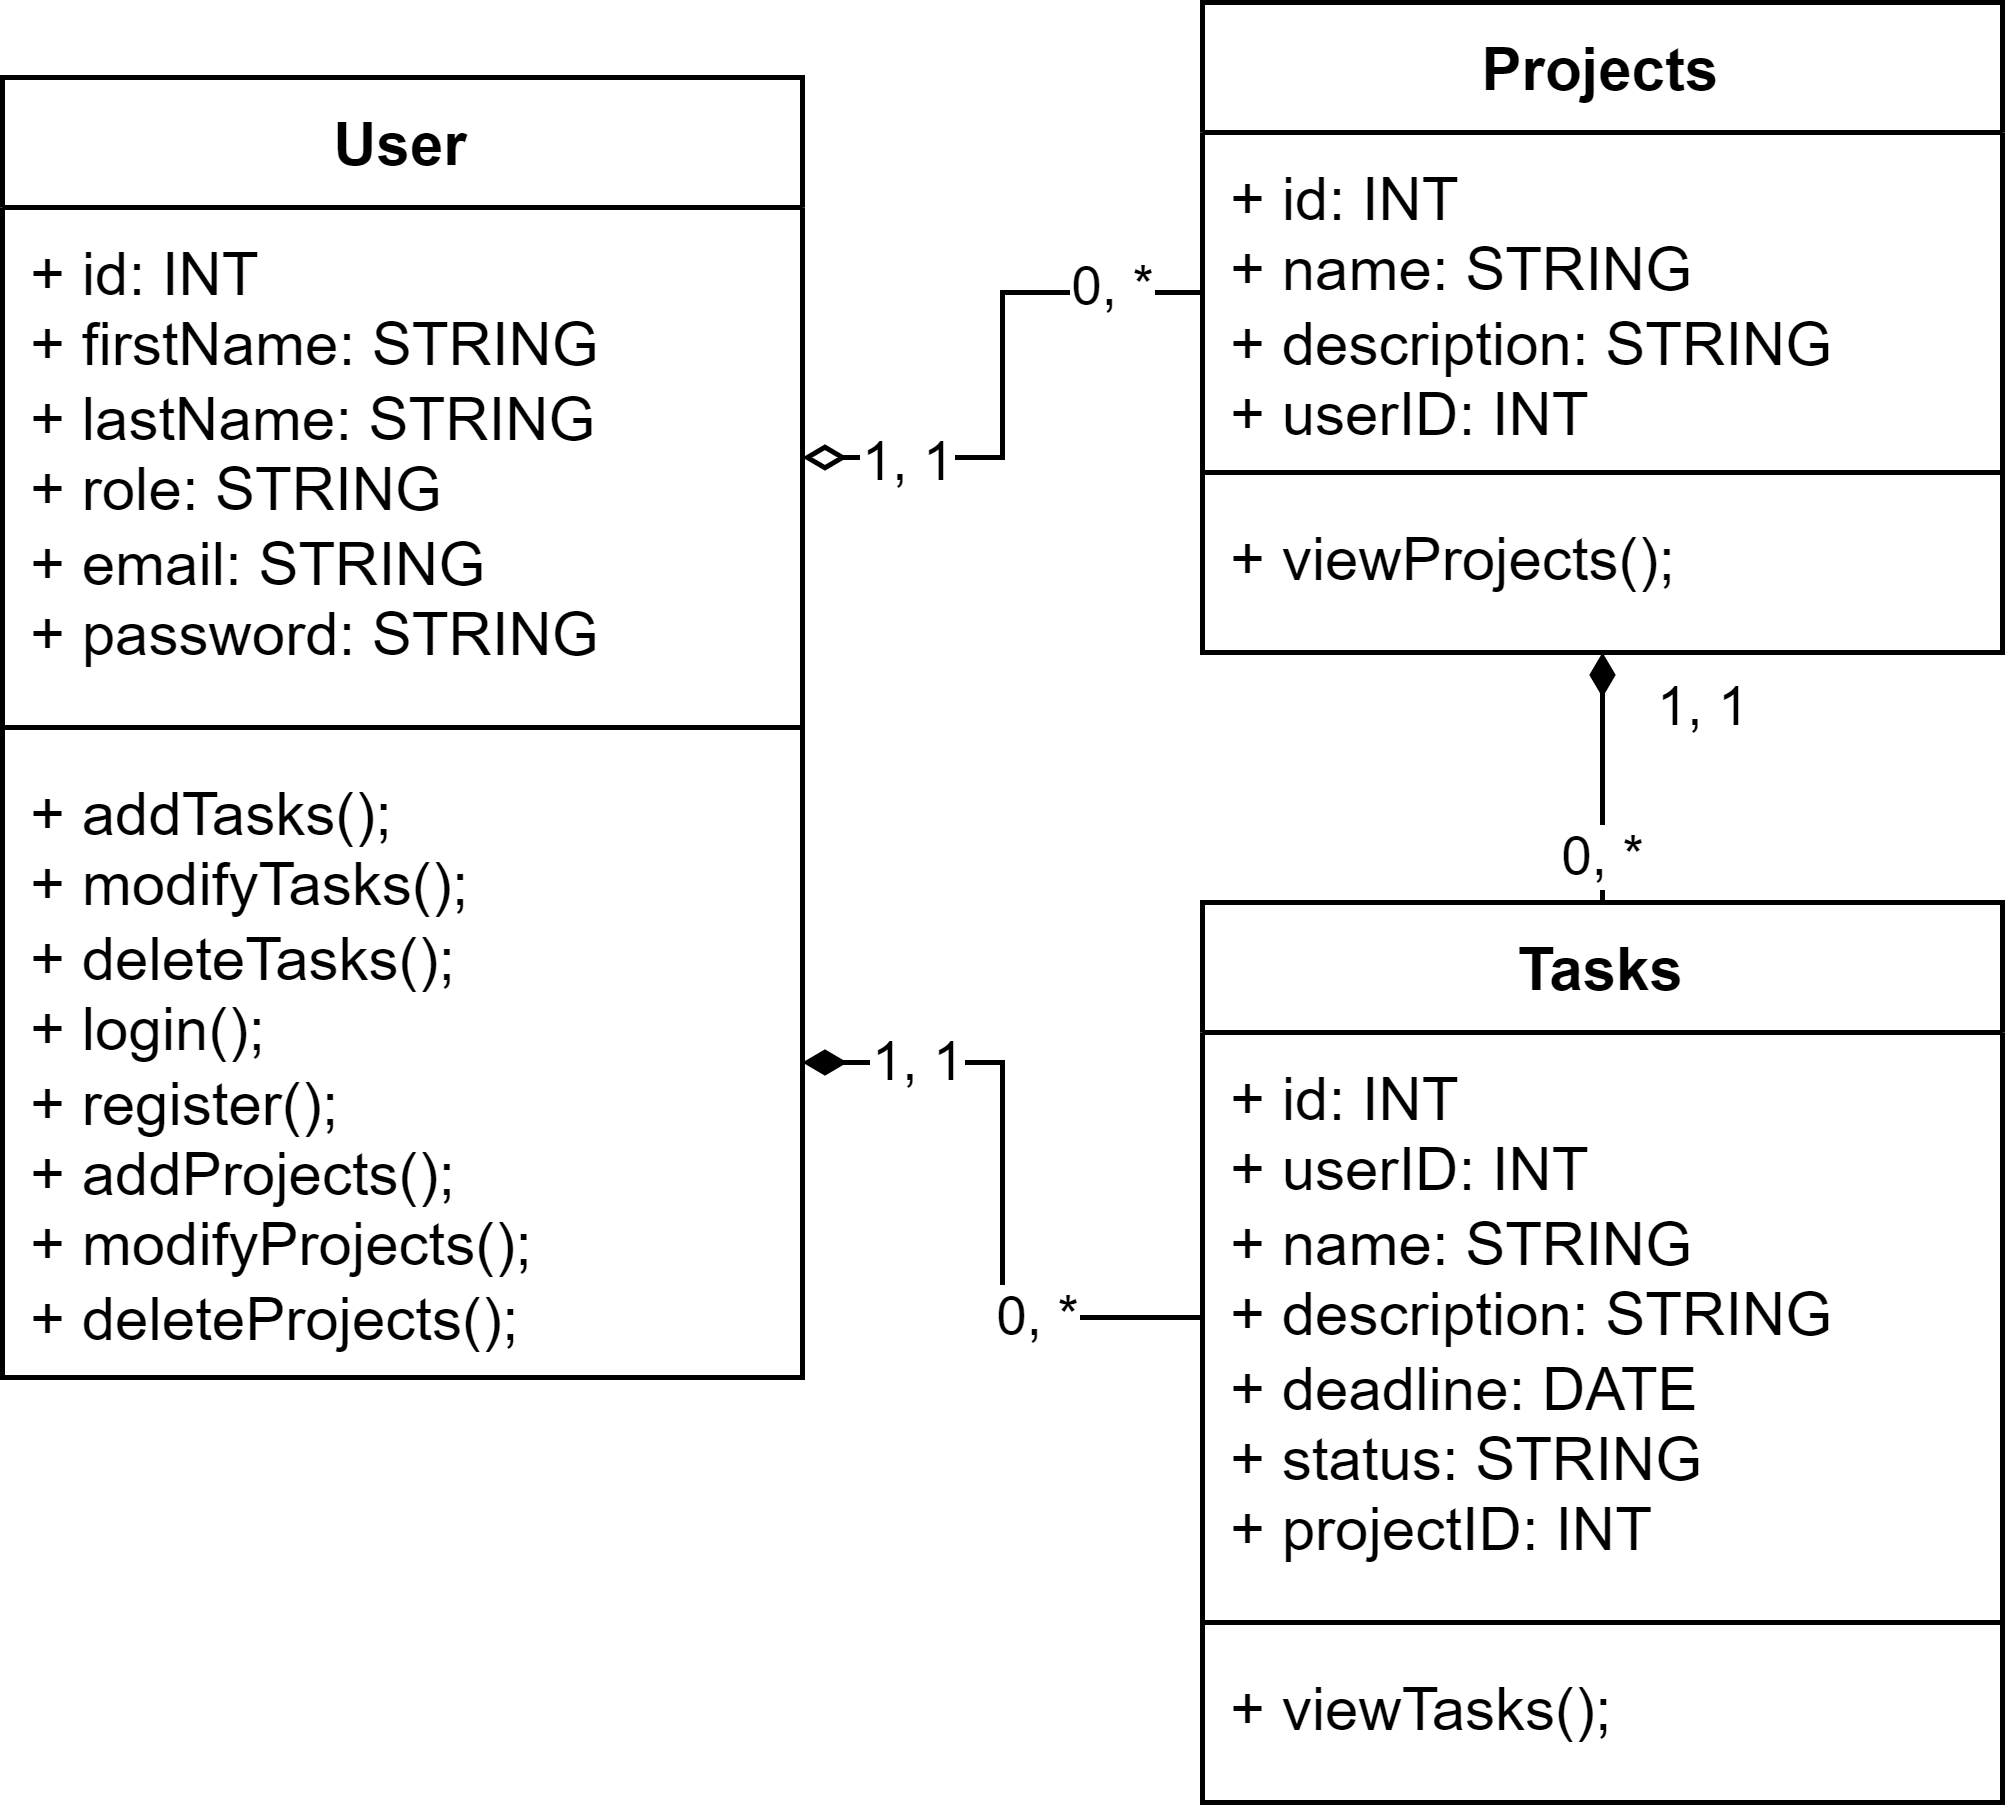 User
+ id: INT
+ firstName: STRING
+ lastName: STRING
+ role: STRING
+ email: STRING
+ password: STRING
+ addTasks();
+ modifyTasks();
+ deleteTasks();
+ login();
+ register();
+ addProjects();
+ modifyProjects();
+ deleteProjects();
1, 1
0, *
1, 1
0, *
Projects
+ id: INT
+ name: STRING
+ description: STRING
+ userID: INT
+ viewProjects();
1, 1
0, *
Tasks
+ id: INT
+ userID: INT
+ name: STRING
+ description: STRING
+ deadline: DATE
+ status: STRING
+ projectID: INT
+ viewTasks();